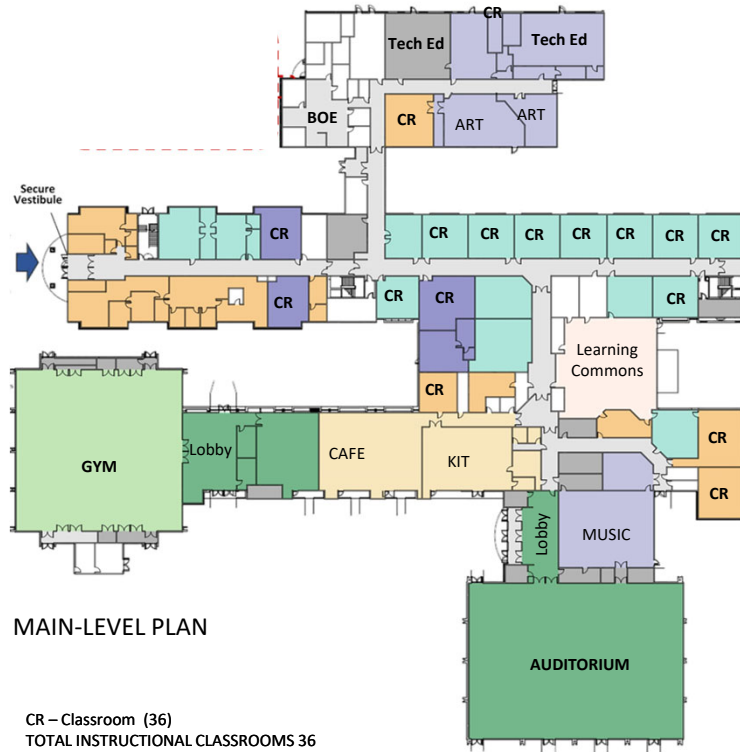 CR
Tech Ed
Tech Ed
BOE
CR
ART
ART
Secure
Vestibule
CR
CR
CR
CR
CR
CR
CR
CR
CR
CR
CR
CR
CR
Learning
Commons
CR
Lobby
CAFE
KIT
CR
GYM
CR
Lobby
MUSIC
MAIN-LEVEL PLAN
AUDITORIUM
CR – Classroom (36)
TOTAL INSTRUCTIONAL CLASSROOMS 36